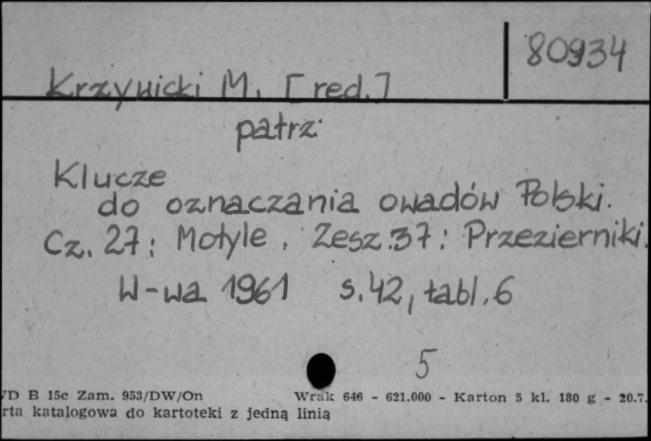 80934
Krzywicki M. [red.]
patrz
Klucze
do oznaczania owadów Polski.
Cz. 27: Motyle. Zesz. 37: Przezierniki.
W-wa 1961 s. 42, tabl. 6
5
/D B 15c Zam. 953/DW/On Wrak 646 - 621.000 - Karton 5 kl. 180 g - 20.7.
rta katalogowa do kartoteki z jedną linią